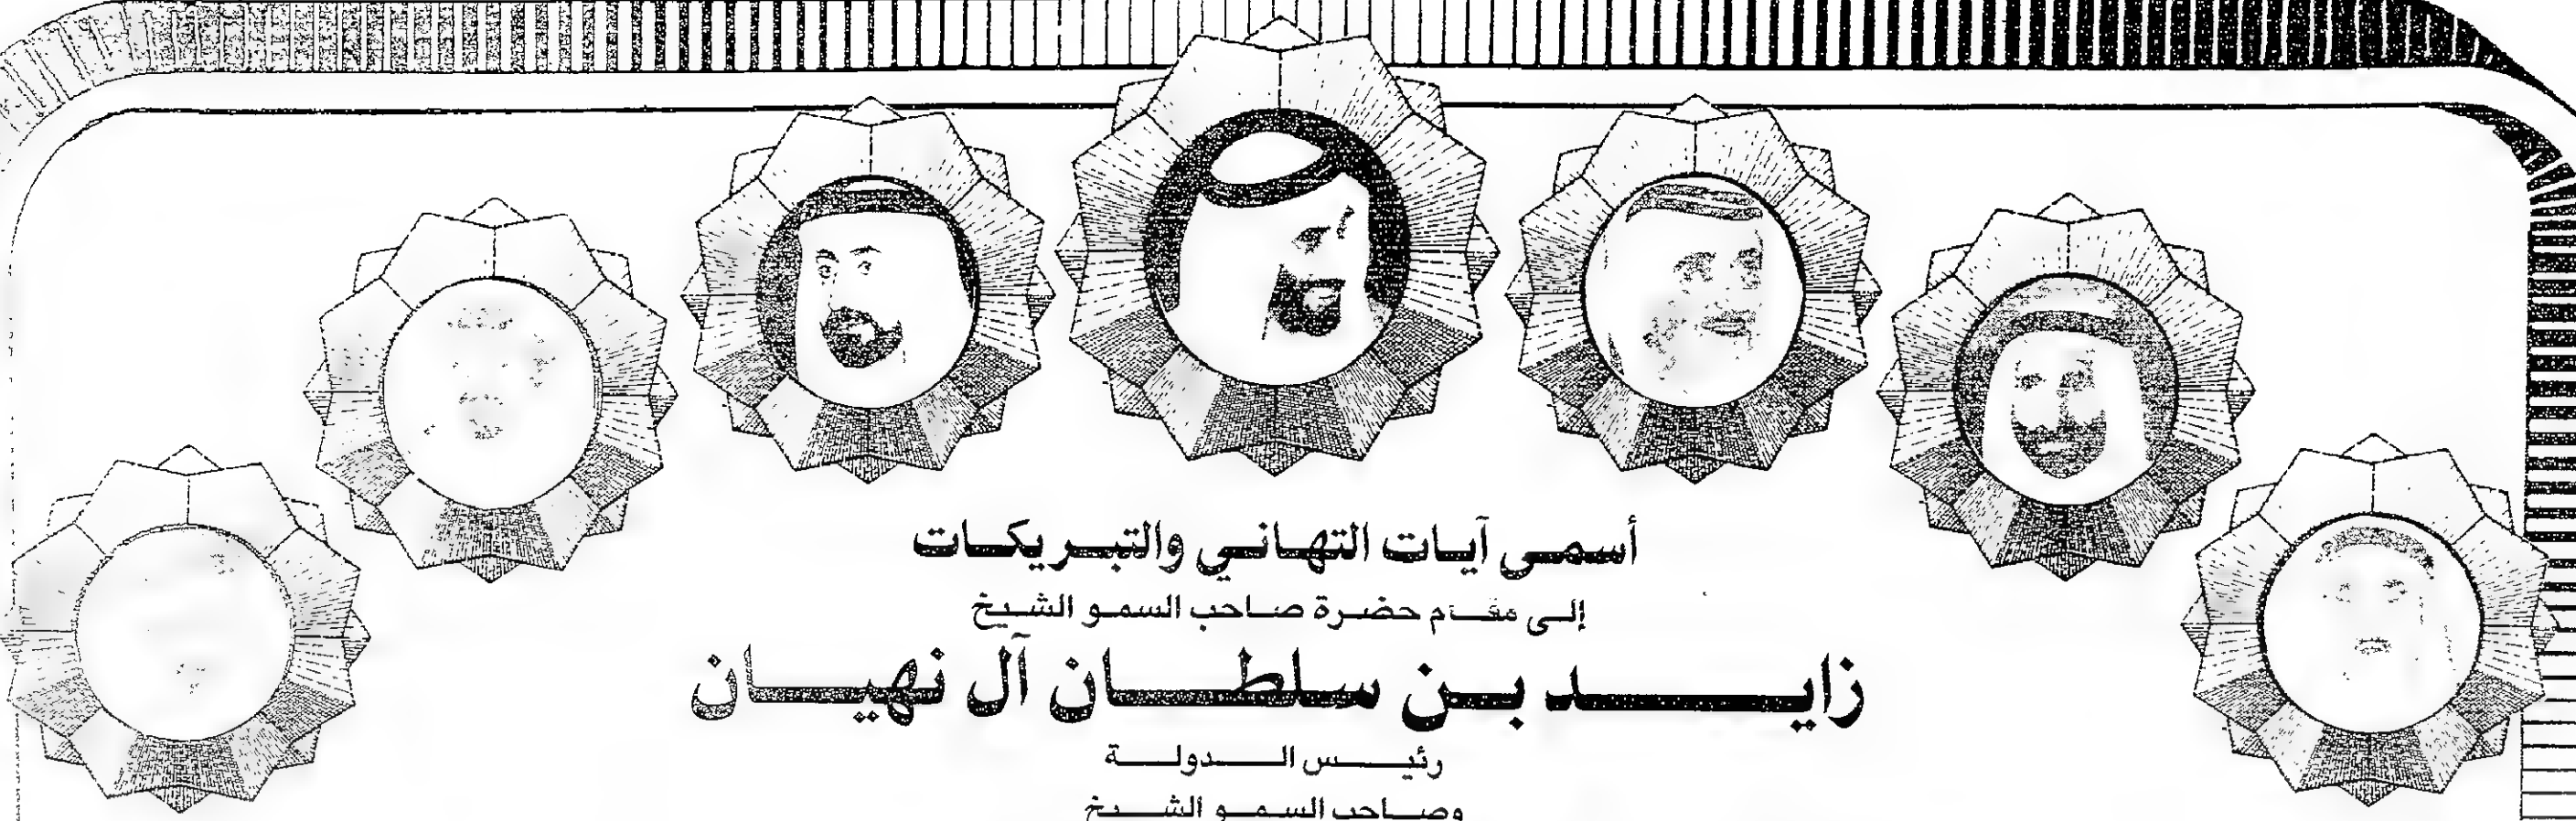 أسمى آيات التهاني والتبريكات
إلى مقام حضرة صاحب السمو الشيخ
زايد بن سلطان آل نهيان
رئيس الدولة
وصاحب السمو الشيخ